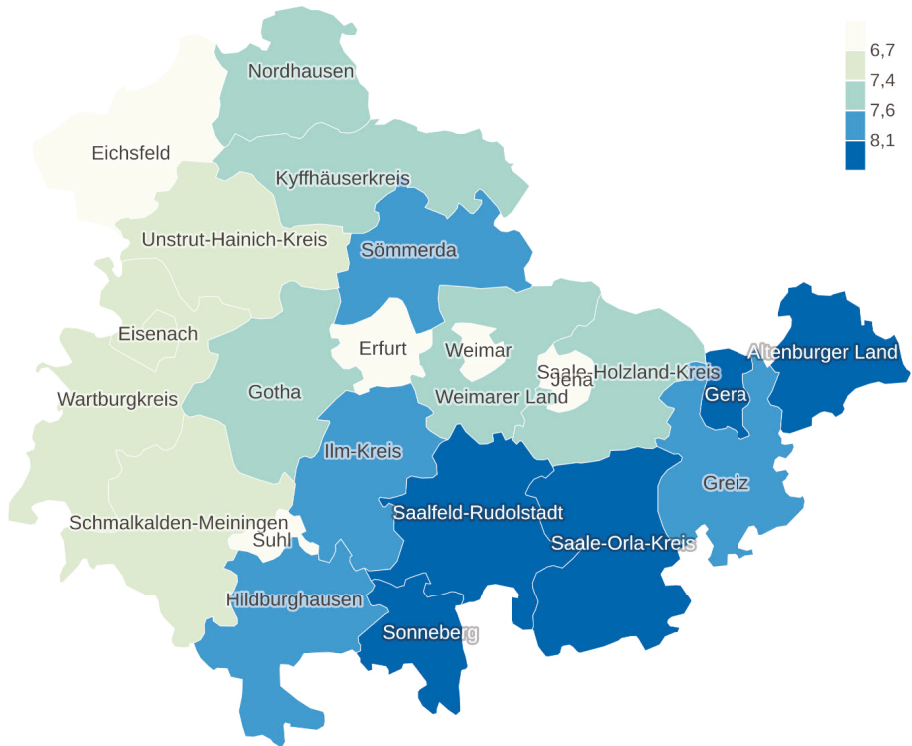 6,7
Nordhausen
7,4
7,6
8,1
Eichsfeld
Kyffhäuserkreis
Unstrut-Hainich-Kreis
Sömmerda
Eisenach
Erfurt
Weimar
Altenburger Land
Saale-Holzland-Kreis
Jena
Gotha
Gera
Wartburgkreis
Weimarer Land
Ilm-Kreis
Greiz
Saalfeld-Rudolstadt
Schmalkalden-Meiningen
Suhl
Saale-Orla-Kreis
Hildburghausen
Sonneberg